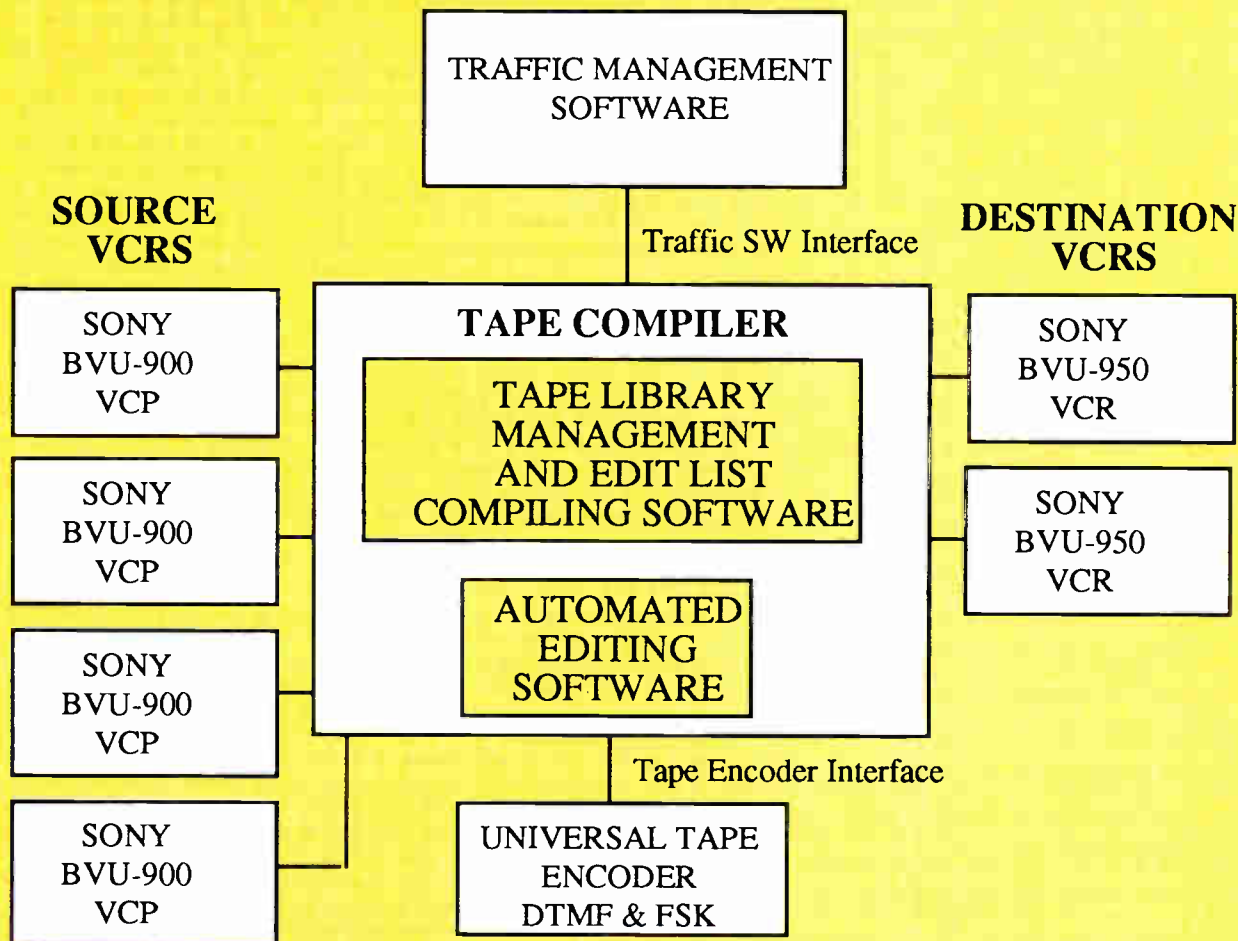 TRAFFIC MANAGEMENT
SOFTWARE
Traffic SW Interface
SOURCE
VCRS
SONY
BVU-900
VCP
SONY
BVU-900
VCP
SONY
BVU-900
VCP
SONY
BVU-900
VCP
TAPE COMPILER
TAPE LIBRARY
MANAGEMENT
AND EDIT LIST
COMPILING SOFTWARE
AUTOMATED
EDITING
SOFTWARE
Tape Encoder Interface
UNIVERSAL TAPE
ENCODER
DTMF & FSK
DESTINATION
VCRS
SONY
BVU-950
VCR
SONY
BVU-950
VCR